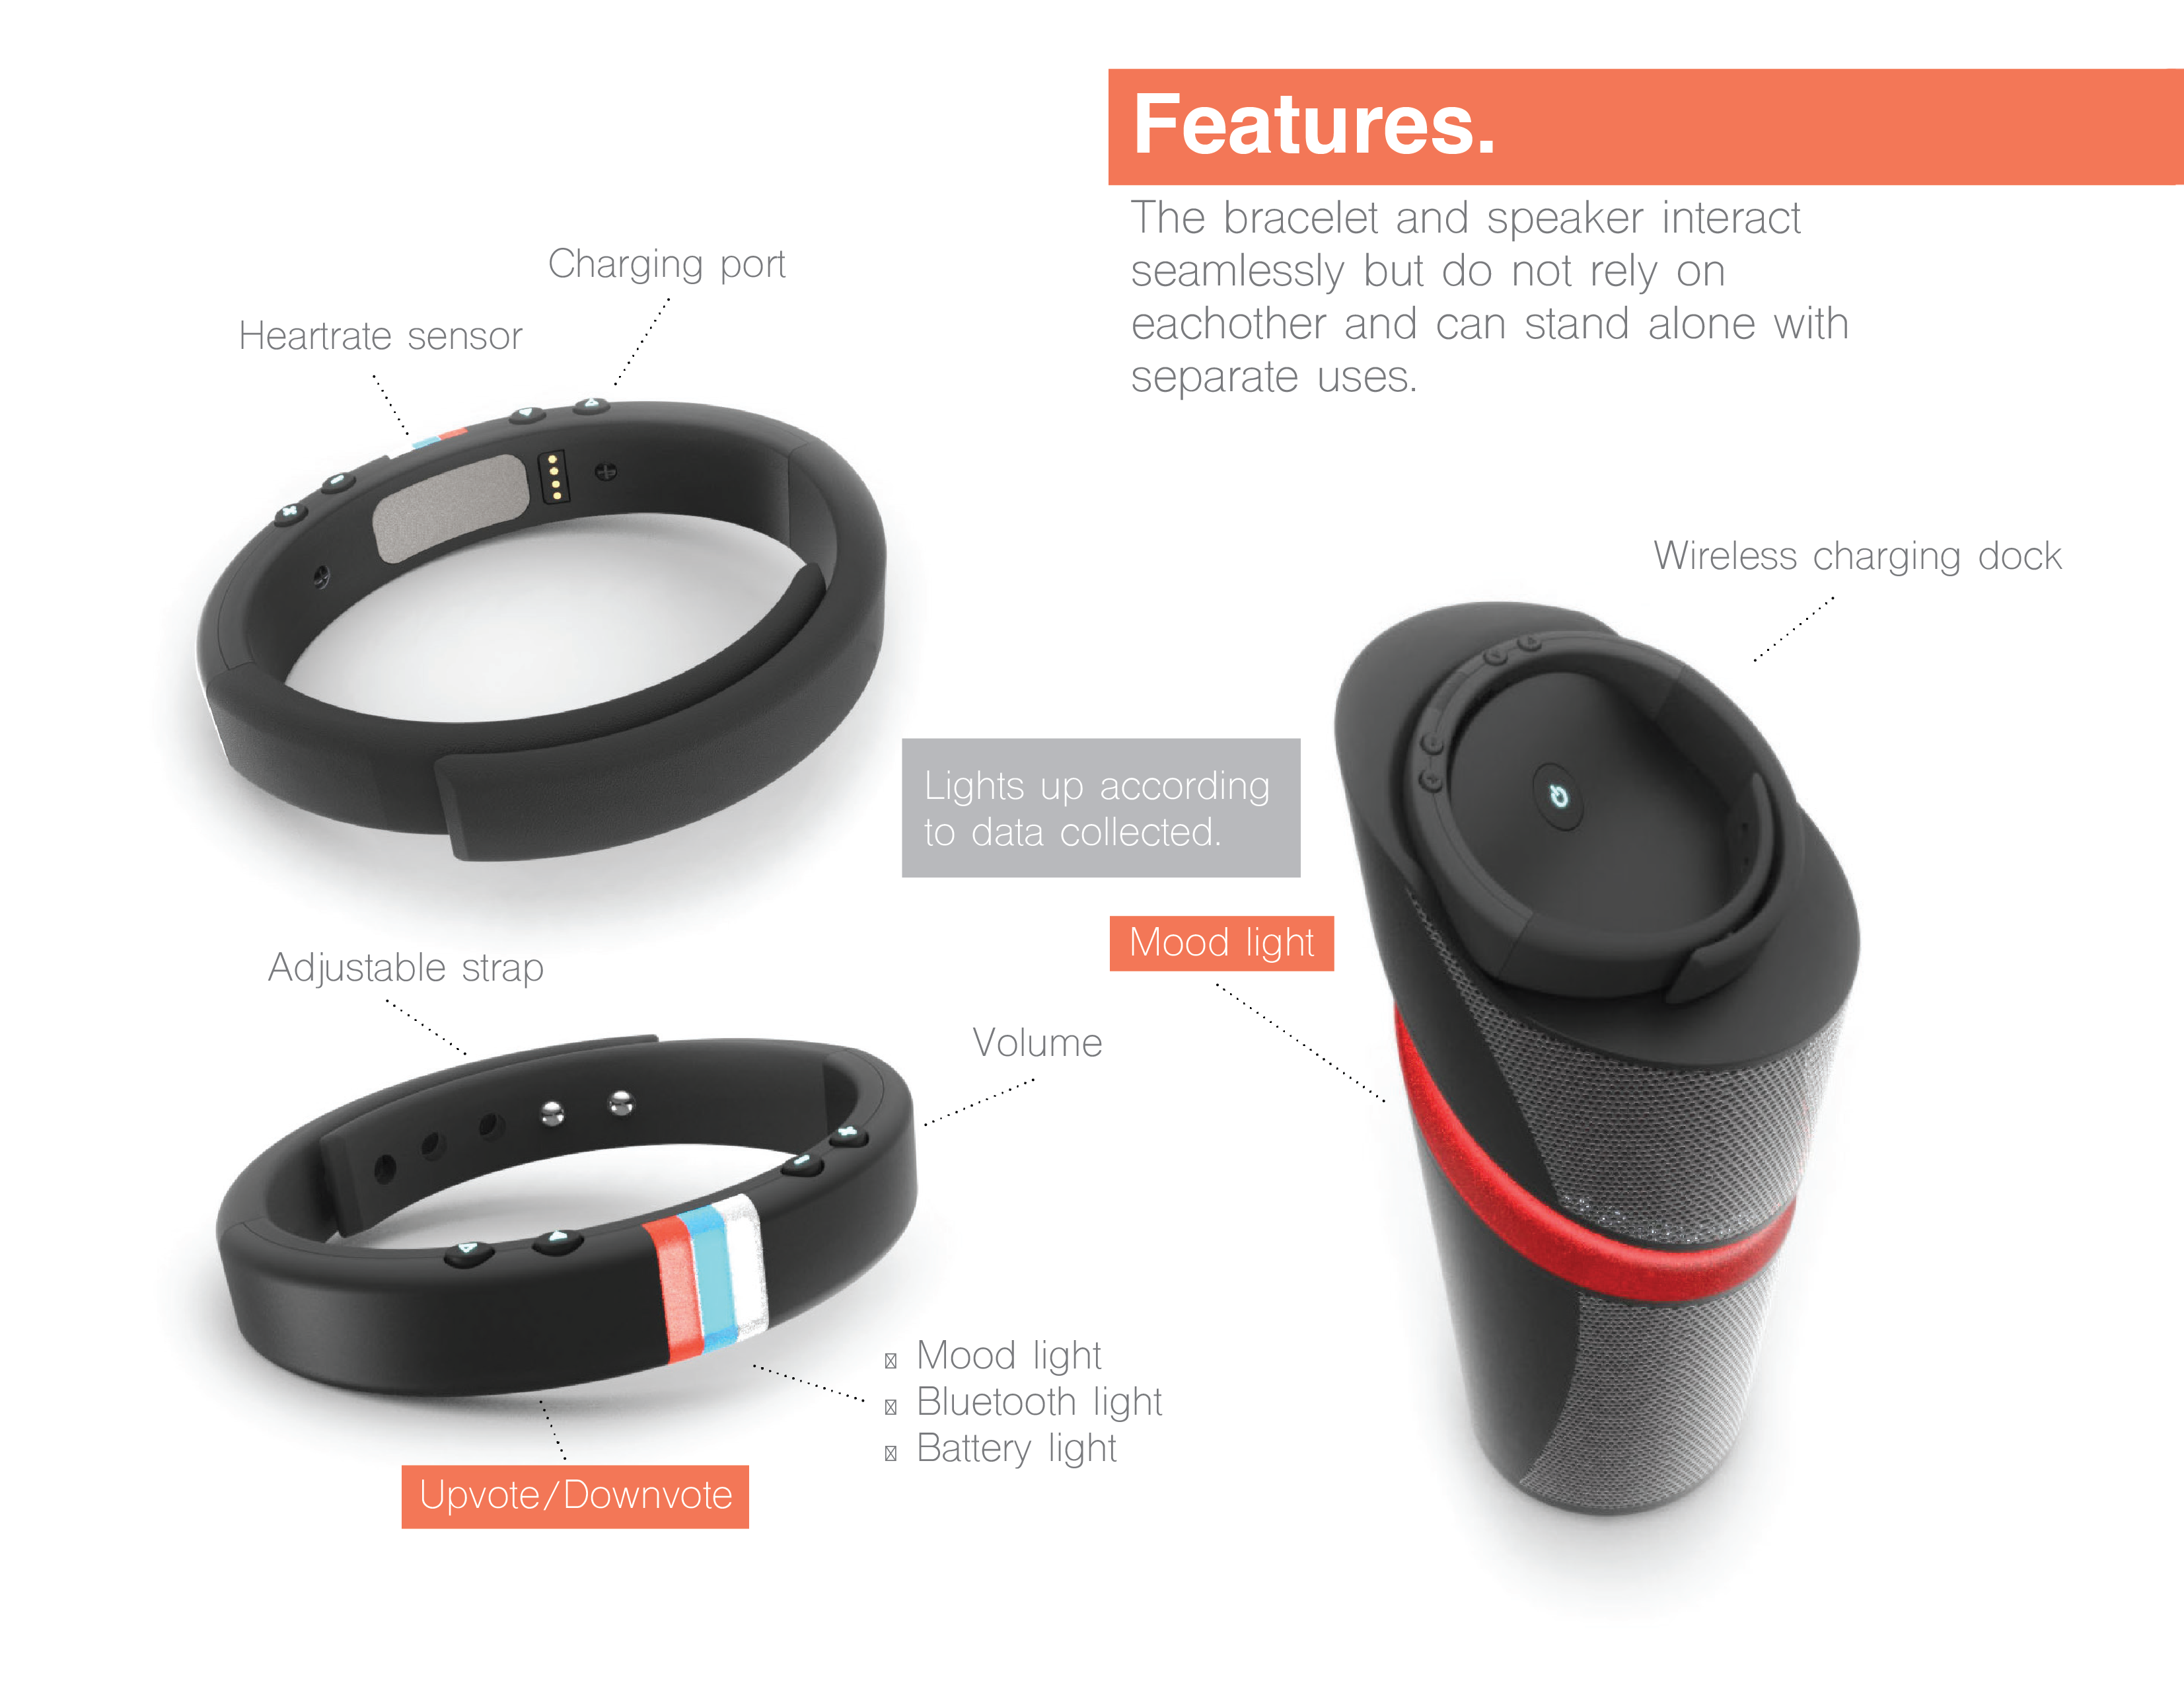 Features.
The bracelet and speaker interact
seamlessly but do not rely on
eachother and can stand alone with
separate uses.
Charging port
Heartrate sensor
Wireless charging dock
Lights up according
to data collected.
Mood light
Adjustable strap
Volume
Mood light
Bluetooth light
Battery light
Upvote/Downvote